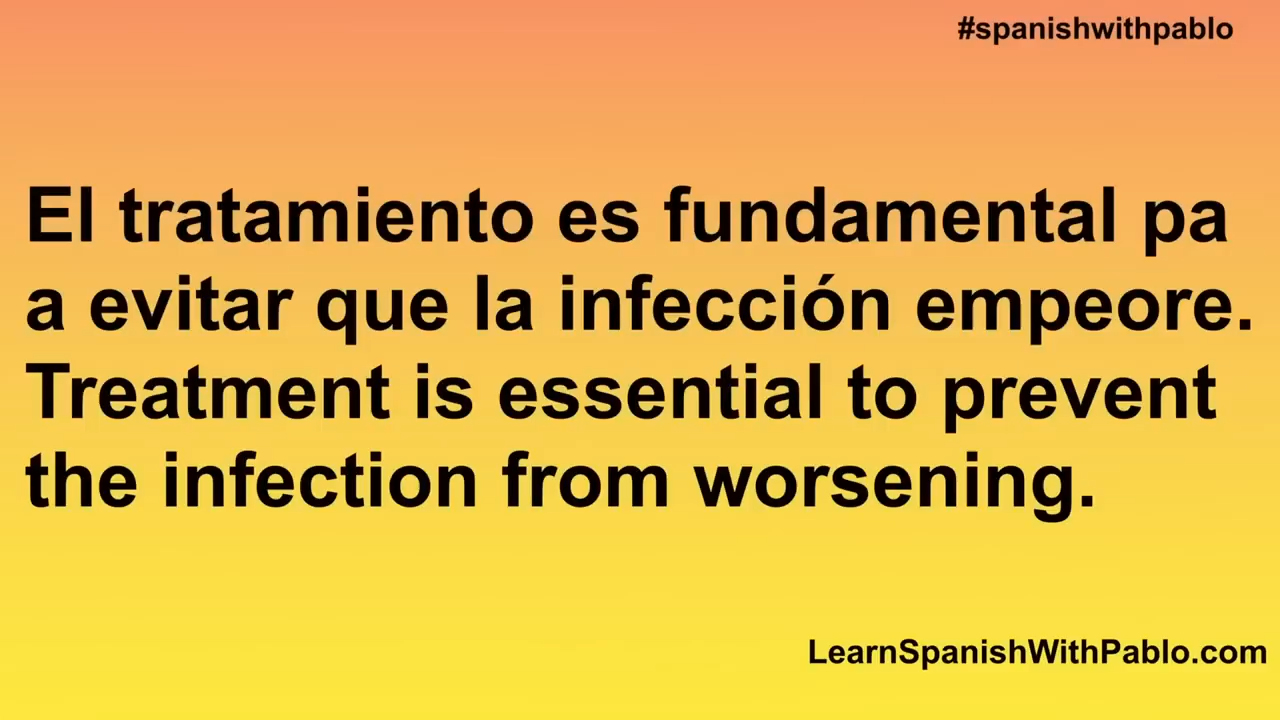 #spanishwithpablo
El tratamiento es fundamental pa
a evitar que la infección empeore.
Treatment is essential to prevent
the infection from worsening.
LearnSpanishWithPablo.com